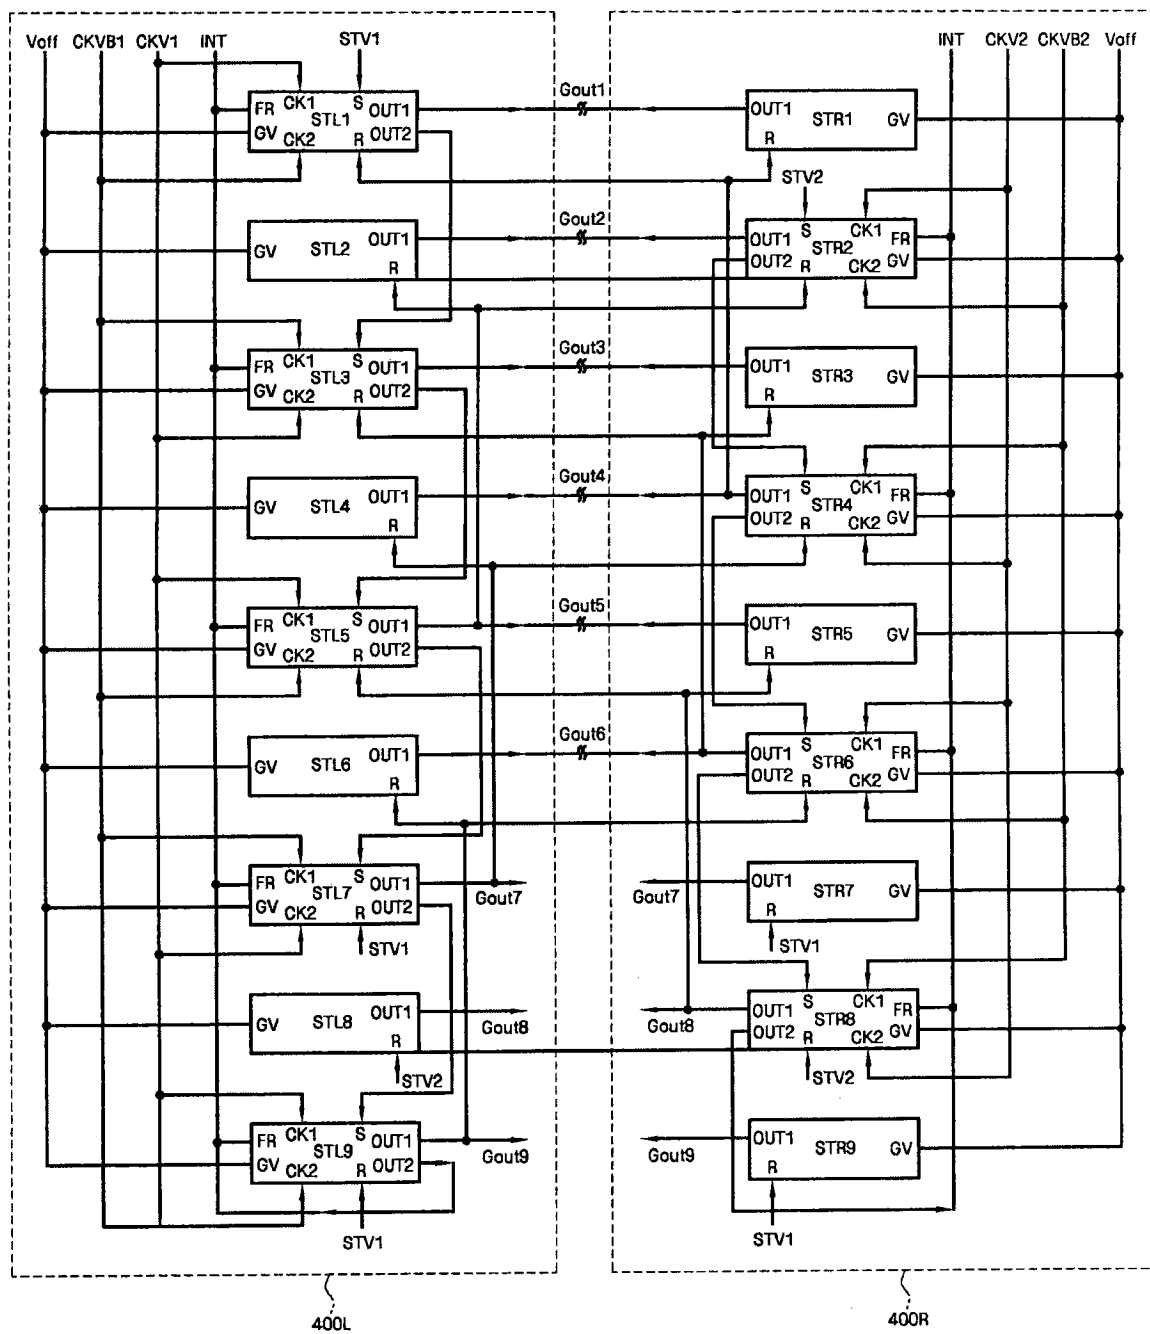 Voff CKVB1 CKV1 INT STV1
INT CKV2 CKVB2 Voff
CK1 S
FR OUT1
STL1
GV OUT2
CK2 R
Gout1
OUT1
STR1 GV
R
STV2
OUT1
GV STL2
R
Gout2
S CK1
OUT1 FR
STR2
OUT2 GV
R CK2
CK1 S
FR OUT1
STL3
GV OUT2
CK2 R
Gout3
OUT1
STR3 GV
R
OUT1
GV STL4
R
Gout4
S CK1
OUT1 FR
STR4
OUT2 GV
R CK2
CK1 S
FR OUT1
STL5
GV OUT2
CK2 R
Gout5
OUT1
STR5 GV
R
OUT1
GV STL6
R
Gout6
S CK1
OUT1 FR
STR6
OUT2 GV
R CK2
CK1 S
FR OUT1
STL7
GV OUT2
CK2 R
STV1
Gout7
Gout7
OUT1
STR7 GV
R
STV1
OUT1
GV STL8
R
STV2
Gout8
Gout8
S CK1
OUT1 FR
STR8
OUT2 GV
R CK2
STV2
CK1 S
FR OUT1
STL9
GV OUT2
CK2 R
STV1
Gout9
Gout9
OUT1
STR9 GV
R
STV1
400L
400R